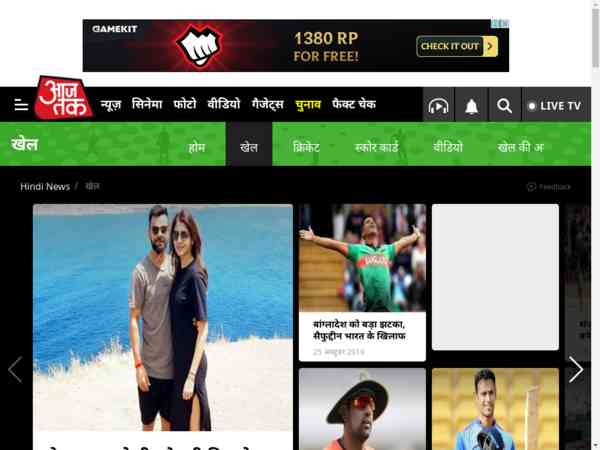 GAMEKIT
1380 RP
FOR FREE!
CHECK IT OUT
आज
तक
न्यूज़ सिनेमा फोटो वीडियो गैजेट्स चुनाव फैक्ट चेक
LIVE TV
खेल
होम खेल क्रिकेट स्कोर कार्ड वीडियो खेल की
Hindi News / खेल
Feedback
बांग्लादेश को बड़ा झटका,
सैफुद्दीन भारत के खिलाफ
25 अक्टूबर 2019
BANGLADESH